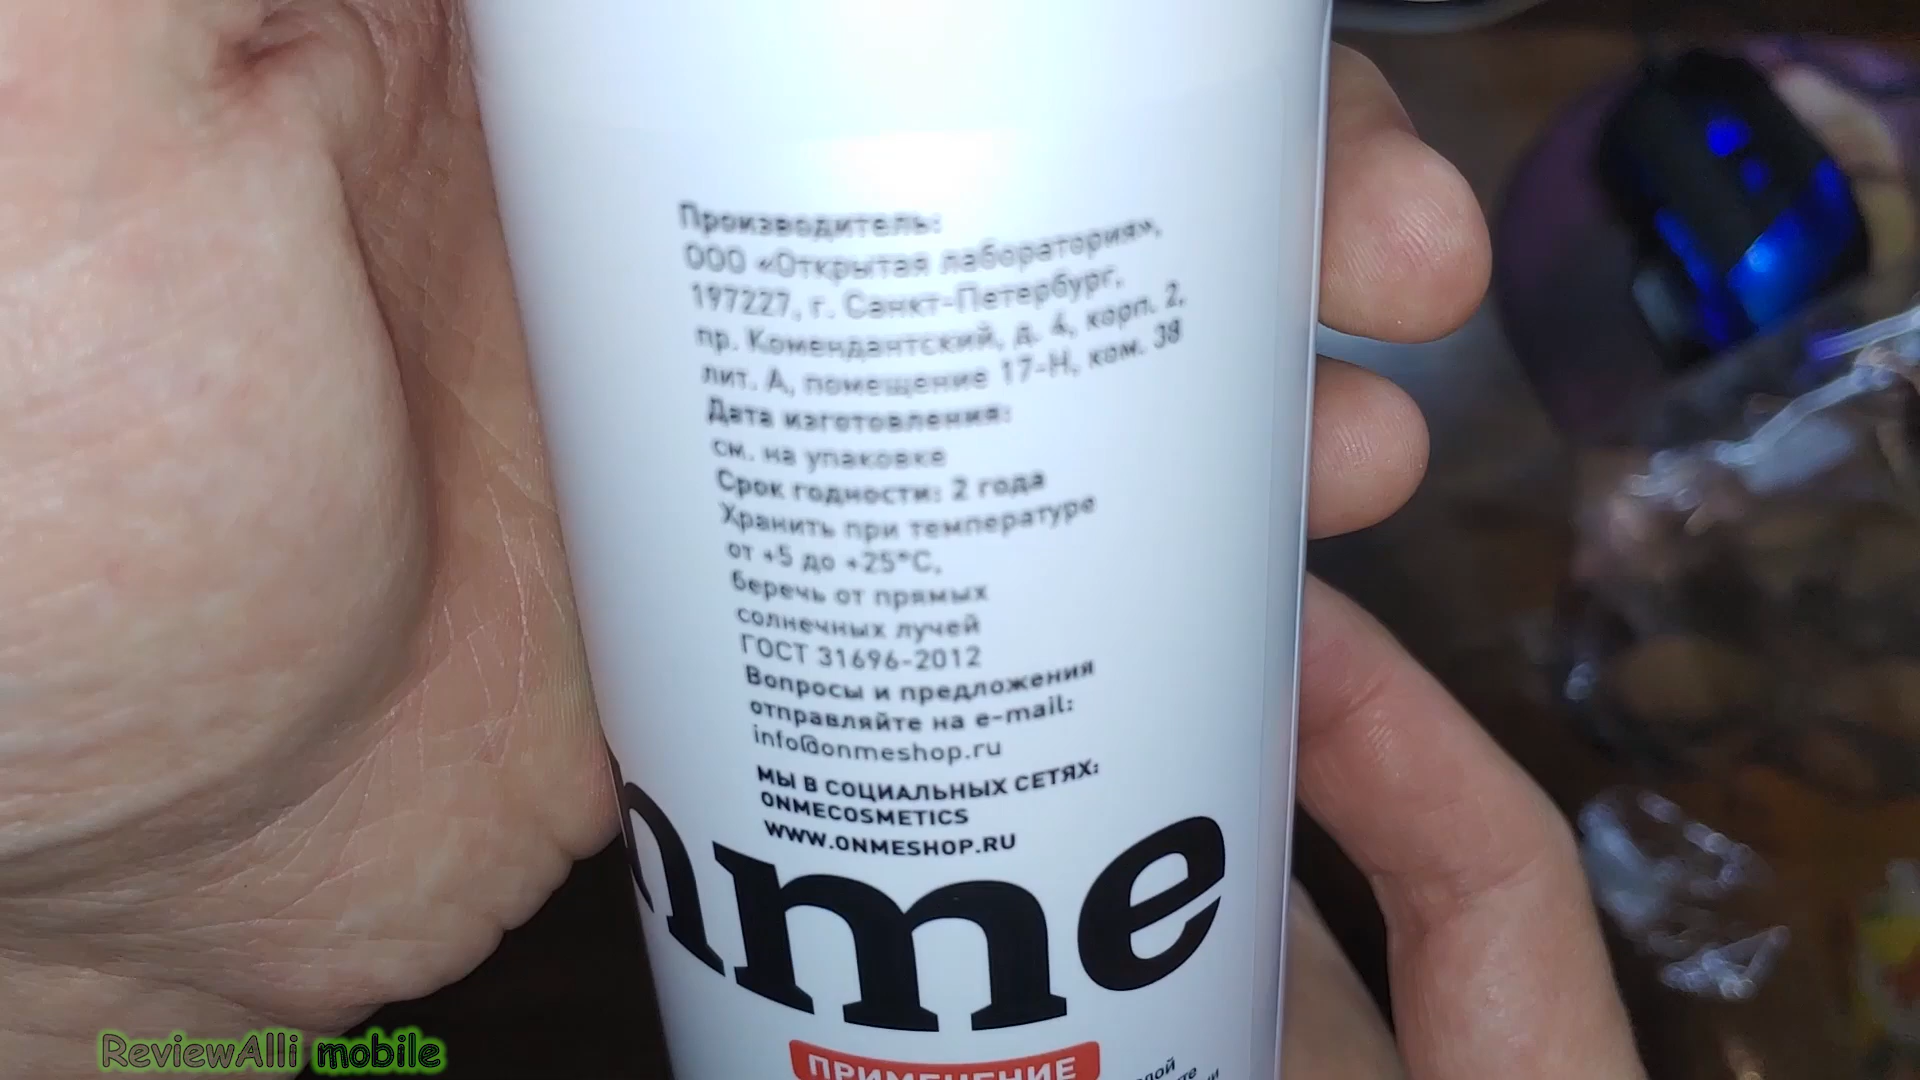 Производитель:
ООО «Открытая лаборатория»,
197227, г. Санкт-Петербург,
пр. Комендантский, д. 4, корп. 2,
лит. А, помещение 17-Н, ком. 38
Дата изготовления:
см. на упаковке
Срок годности: 2 года
Хранить при температуре
от +5 до +25°С,
беречь от прямых
солнечных лучей
ГОСТ 31696-2012
Вопросы и предложения
отправляйте на e-mail:
info@onmeshop.ru
МЫ В СОЦИАЛЬНЫХ СЕТЯХ:
ONMECOSMETICS
WWW.ONMESHOP.RU
nme
ПРИМЕНЕНИЕ
ReviewAlli mobile